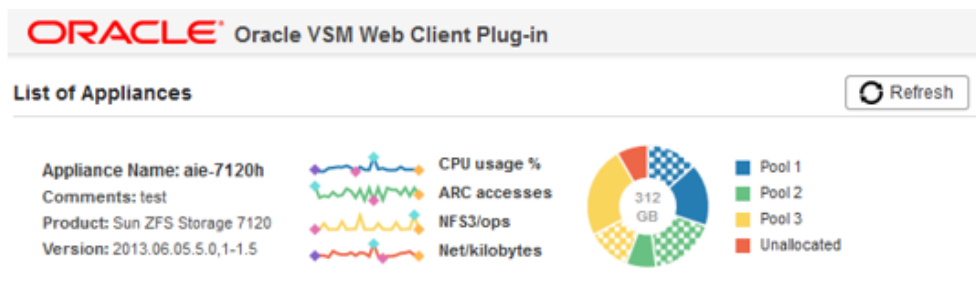 ORACLE® Oracle VSM Web Client Plug-in
List of Appliances
Refresh
Appliance Name: aie-7120h
Comments: test
Product: Sun ZFS Storage 7120
Version: 2013.06.05.5.0,1-1.5
CPU usage %
ARC accesses
NFS3/ops
Net/kilobytes
312
GB
Pool 1
Pool 2
Pool 3
Unallocated